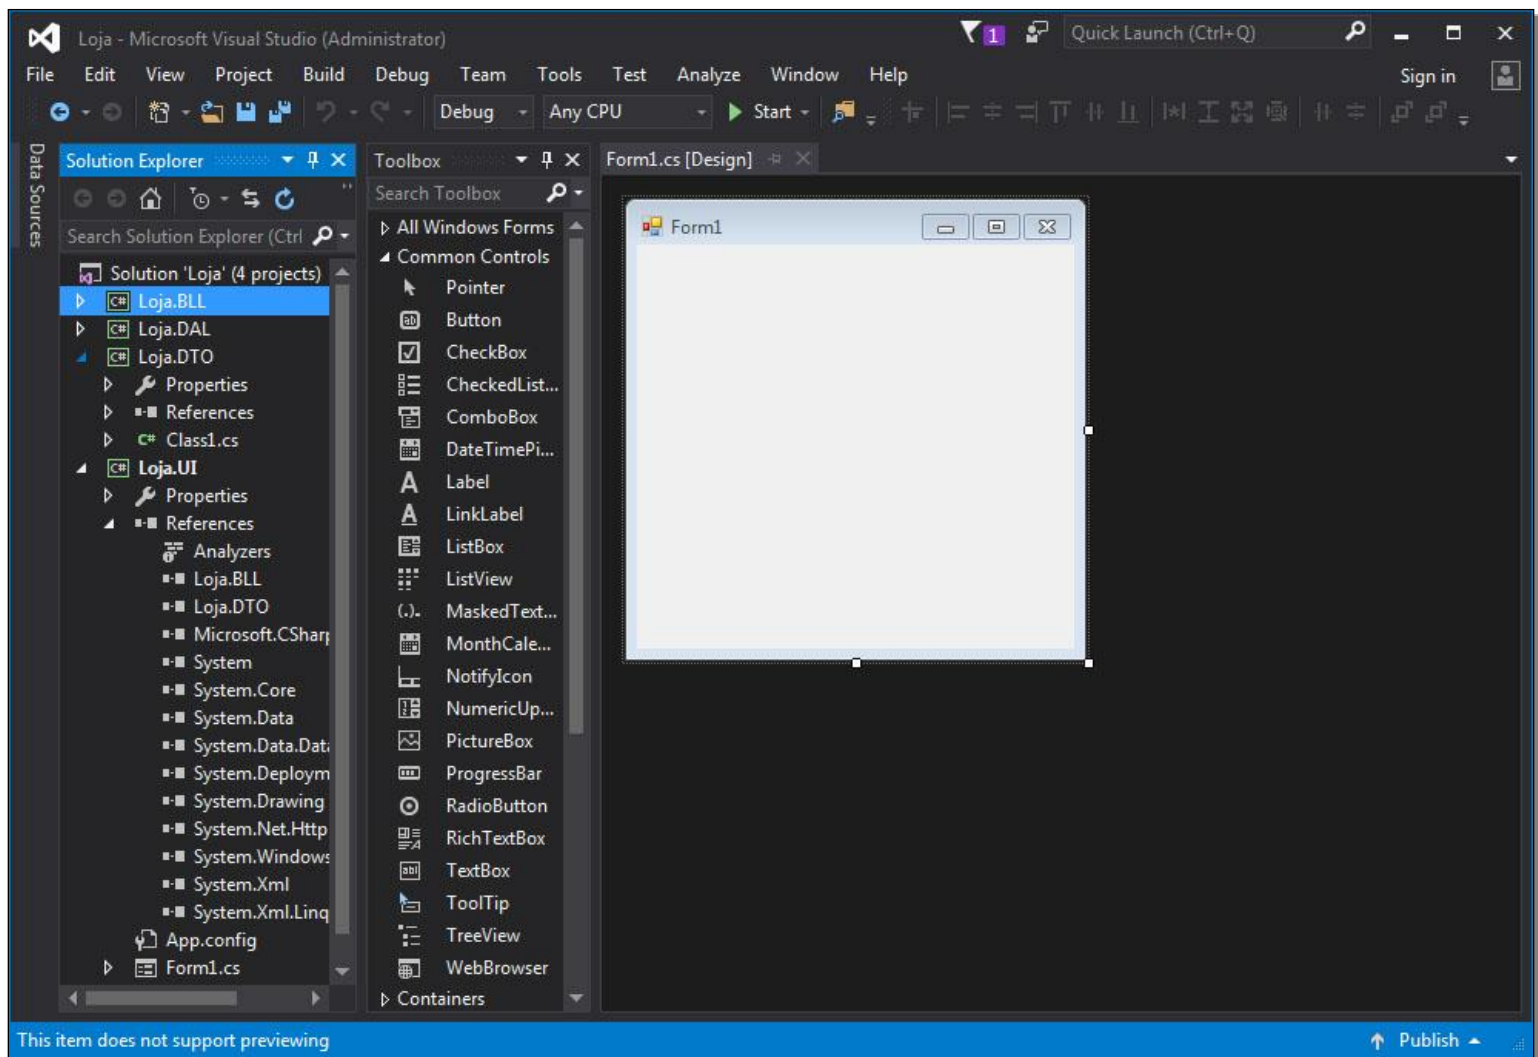 Loja - Microsoft Visual Studio (Administrator)
1
Quick Launch (Ctrl+Q)
File Edit View Project Build Debug Team Tools Test Analyze Window Help
Sign in
Debug
Any CPU
Start
Data Sources
Solution Explorer
Search Solution Explorer (Ctrl
Solution 'Loja' (4 projects)
C# Loja.BLL
C# Loja.DAL
C# Loja.DTO
Properties
References
C# Class1.cs
C# Loja.UI
Properties
References
Analyzers
Loja.BLL
Loja.DTO
Microsoft.CSharp
System
System.Core
System.Data
System.Data.Data
System.Deploym
System.Drawing
System.Net.Http
System.Windows
System.Xml
System.Xml.Linq
App.config
Form1.cs
Toolbox
Search Toolbox
All Windows Forms
Common Controls
Pointer
Button
CheckBox
CheckedList...
ComboBox
DateTimePi...
Label
LinkLabel
ListBox
ListView
MaskedText...
MonthCale...
NotifyIcon
NumericUp...
PictureBox
ProgressBar
RadioButton
RichTextBox
TextBox
ToolTip
TreeView
WebBrowser
Containers
Form1.cs [Design]
Form1
This item does not support previewing
Publish